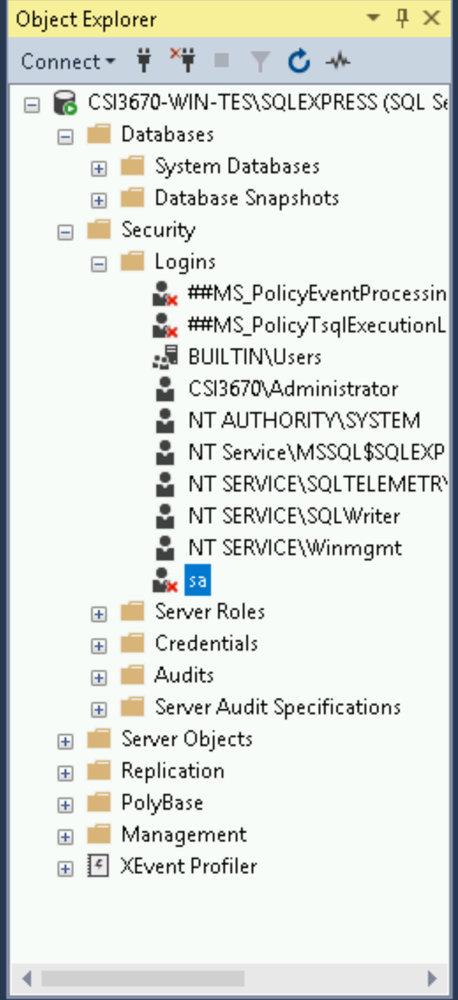 Object Explorer
Connect
CSI3670-WIN-TES\SQLEXPRESS (SQL Se
Databases
System Databases
Database Snapshots
Security
Logins
##MS_PolicyEventProcessin
##MS_PolicyTsqlExecutionL
BUILTIN\Users
CSI3670\Administrator
NT AUTHORITY\SYSTEM
NT Service\MSSQL$SQLEXP
NT SERVICE\SQLTELEMETRY
NT SERVICE\SQLWriter
NT SERVICE\Winmgmt
sa
Server Roles
Credentials
Audits
Server Audit Specifications
Server Objects
Replication
PolyBase
Management
XEvent Profiler